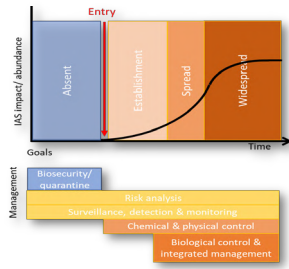 Entry
IAS impact/ abundance
Absent
Establishment
Spread
Widespread
Goals
Time
Management
Biosecurity/
quarantine
Risk analysis
Surveillance, detection & monitoring
Chemical & physical control
Biological control &
integrated management